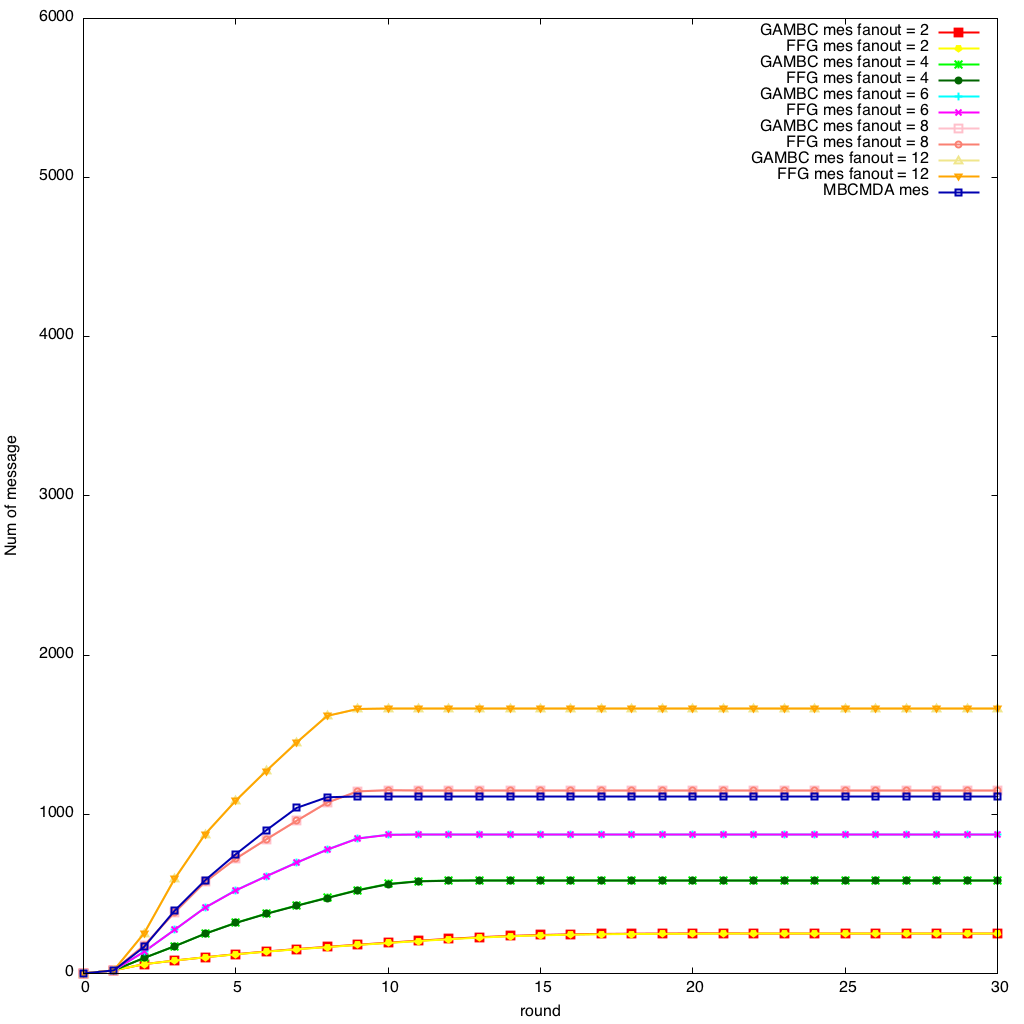 6000
5000
4000
3000
2000
1000
0
Num of message
GAMBC mes fanout = 2
FFG mes fanout = 2
GAMBC mes fanout = 4
FFG mes fanout = 4
GAMBC mes fanout = 6
FFG mes fanout = 6
GAMBC mes fanout = 8
FFG mes fanout = 8
GAMBC mes fanout = 12
FFG mes fanout = 12
MBCMDA mes
0 5 10 15 20 25 30
round